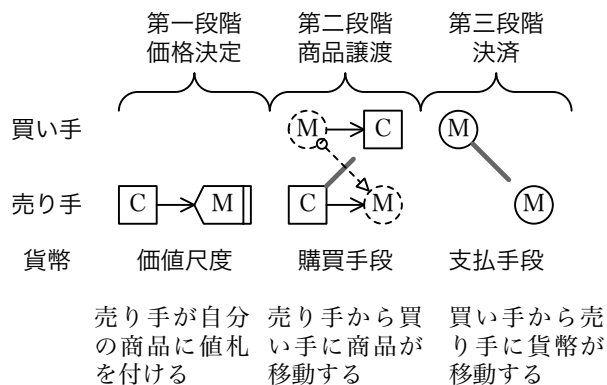 第一段階 第二段階 第三段階
価格決定 商品譲渡 決済
買い手 M C M
売り手 C M C M M
貨幣 価値尺度 購買手段 支払手段
売り手が自分 売り手から買 買い手から売
の商品に値札 い手に商品が り手に貨幣が
を付ける 移動する 移動する